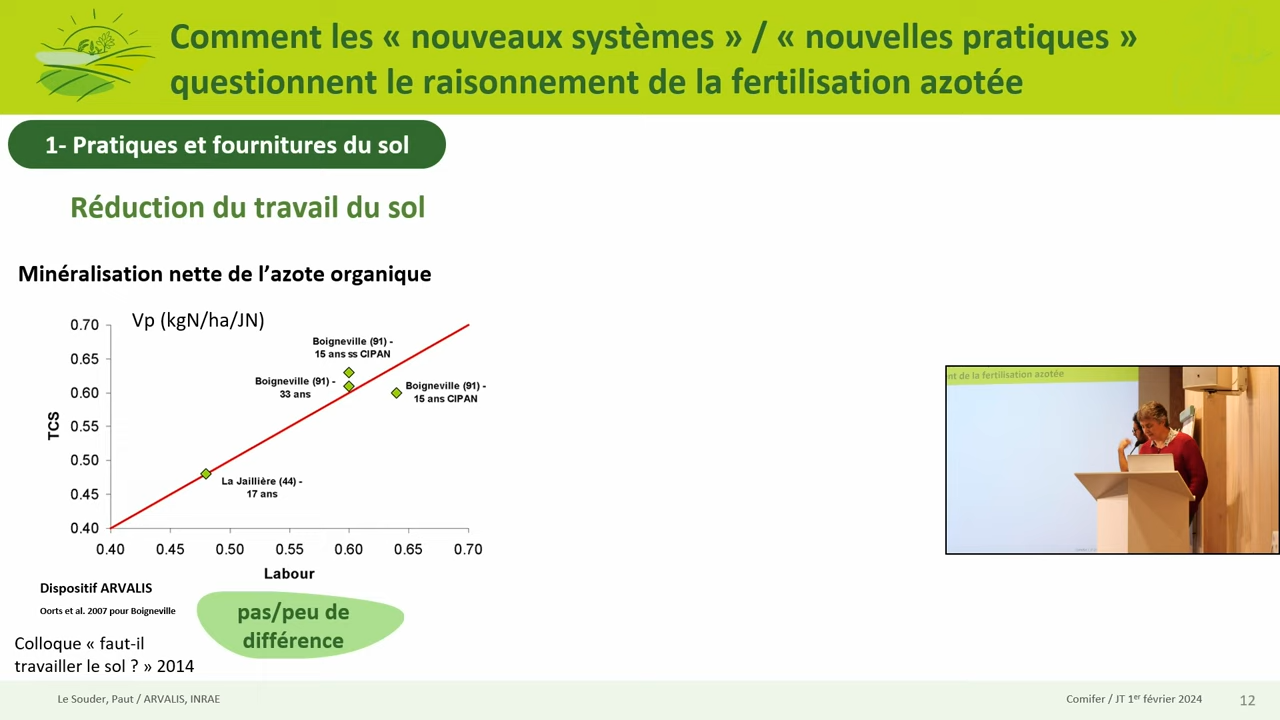 Comment les « nouveaux systèmes » / « nouvelles pratiques »
questionnent le raisonnement de la fertilisation azotée
1- Pratiques et fournitures du sol
Réduction du travail du sol
Minéralisation nette de l'azote organique
Vp (kgN/ha/JN)
0.70
0.65
0.60
0.55
0.50
0.45
0.40
TCS
Boigneville (91) -
15 ans ss CIPAN
Boigneville (91) -
33 ans
Boigneville (91) -
15 ans CIPAN
La Jaillière (44) -
17 ans
0.40 0.45 0.50 0.55 0.60 0.65 0.70
Labour
Dispositif ARVALIS
Oorts et al. 2007 pour Boigneville
pas/peu de
différence
Colloque « faut-il
travailler le sol ? » 2014
nt de la fertilisation azotée
Le Souder, Paut / ARVALIS, INRAE
Comifer / JT 1er février 2024
12